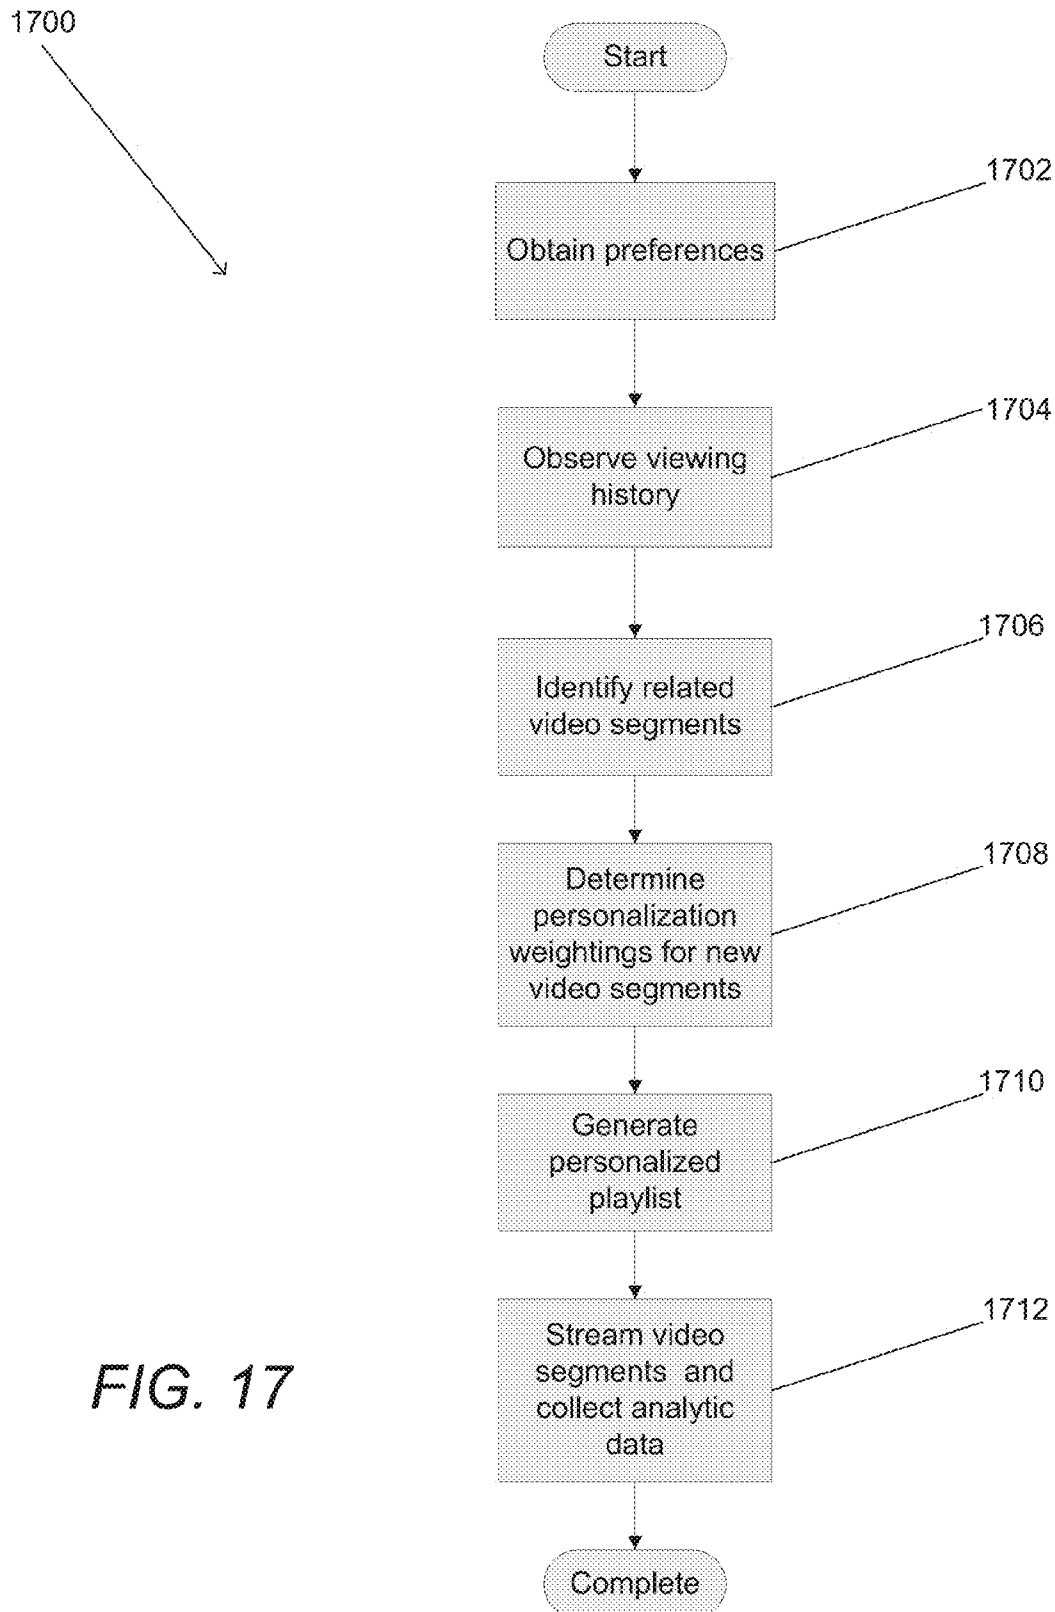 1700
Start
1702
Obtain preferences
1704
Observe viewing
history
1706
Identify related
video segments
1708
Determine
personalization
weightings for new
video segments
1710
Generate
personalized
playlist
1712
Stream video
segments and
collect analytic
data
FIG. 17
Complete